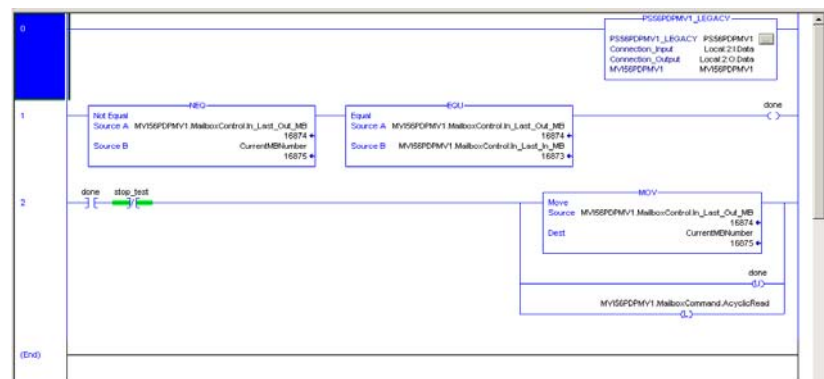 0
PS56PDPMV1_LEGACY
PS56PDPMV1_LEGACY PS56PDPMV1
Connection_Input Local:2:I.Data
Connection_Output Local:2:O.Data
MVI56PDPMV1 MVI56PDPMV1
1
NEQ
Not Equal
Source A MVI56PDPMV1.MailboxControl.In_Last_Out_MB
16874
Source B CurrentMBNumber
16875
EQU
Equal
Source A MVI56PDPMV1.MailboxControl.In_Last_Out_MB
16874
Source B MVI56PDPMV1.MailboxControl.In_Last_In_MB
16873
done
2
done stop_test
MOV
Move
Source MVI56PDPMV1.MailboxControl.In_Last_Out_MB
16874
Dest CurrentMBNumber
16875
done
U
MVI56PDPMV1.MailboxCommand.AcyclicRead
L
(End)